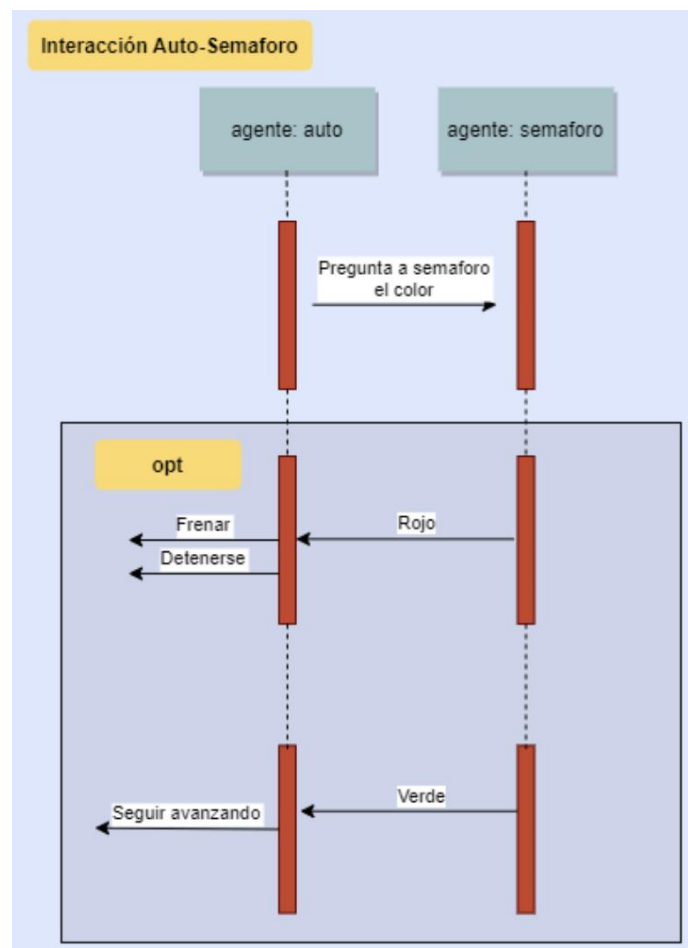 Interacción Auto-Semaforo
agente: auto
agente: semaforo
Pregunta a semaforo
el color
opt
Frenar
Rojo
Detenerse
Verde
Seguir avanzando